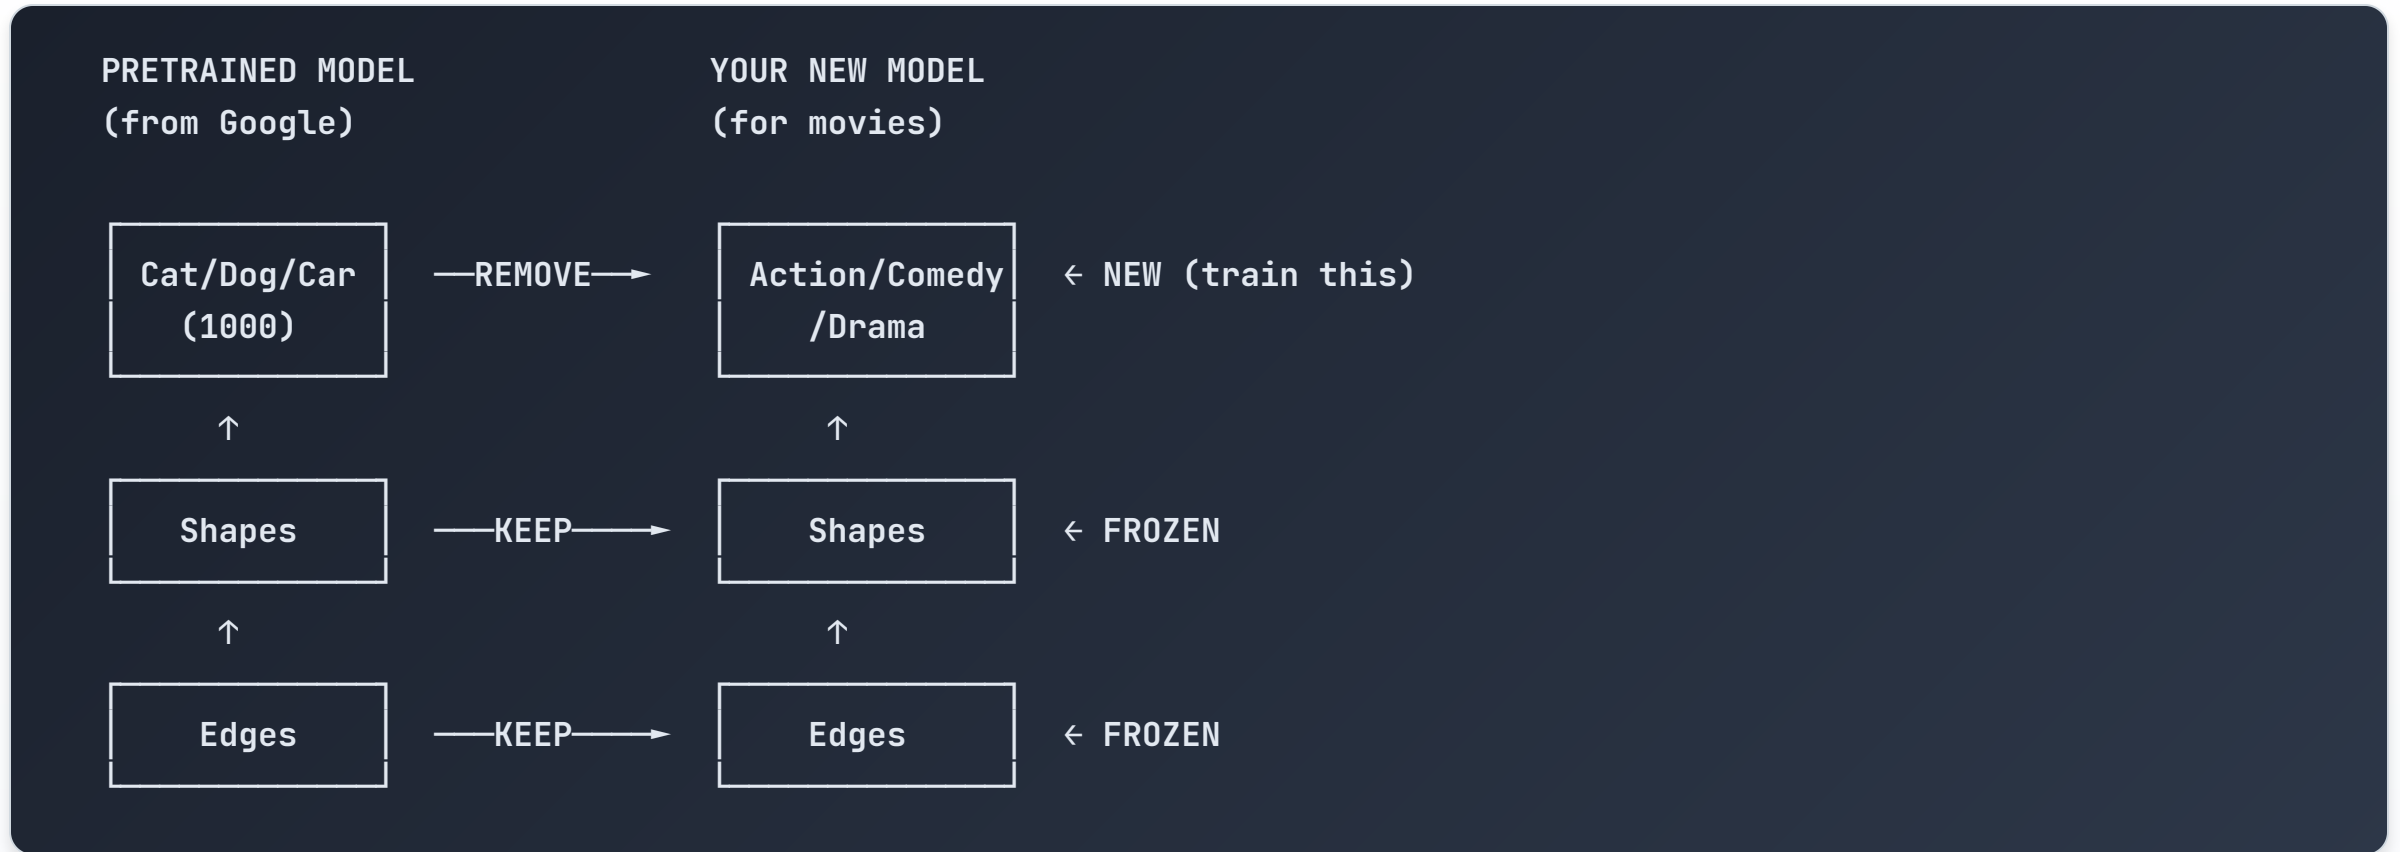 PRETRAINED MODEL YOUR NEW MODEL
(from Google) (for movies)
Cat/Dog/Car ──REMOVE──► Action/Comedy ← NEW (train this)
(1000) /Drama
↑ ↑
Shapes ───KEEP────► Shapes ← FROZEN
↑ ↑
Edges ───KEEP────► Edges ← FROZEN